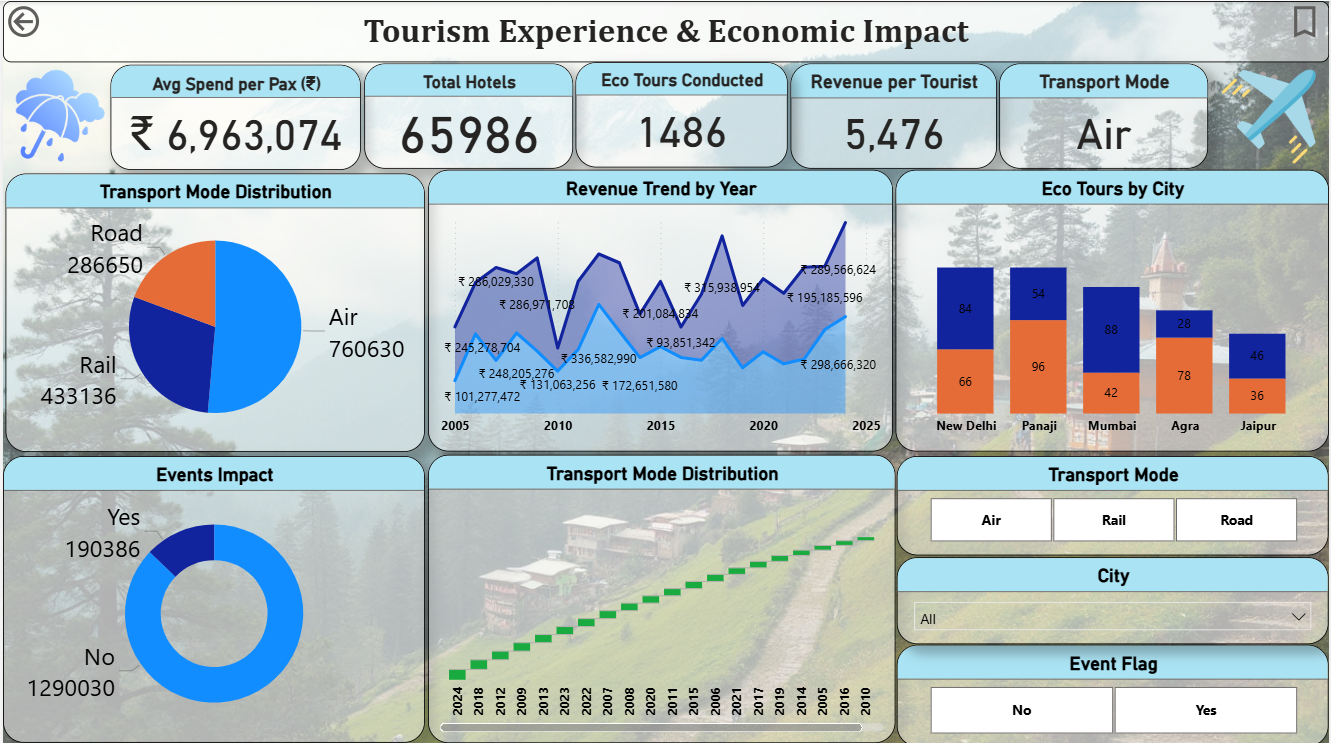 Tourism Experience & Economic Impact
Avg Spend per Pax (₹)
₹ 6,963,074
Total Hotels
65986
Eco Tours Conducted
1486
Revenue per Tourist
5,476
Transport Mode
Air
Transport Mode Distribution
Road
286650
Air
760630
Rail
433136
Revenue Trend by Year
₹ 289,566,624
₹ 286,029,330
₹ 315,938,954
₹ 195,185,596
₹ 286,971,708
₹ 201,084,834
₹ 93,851,342
₹ 245,278,704
₹ 336,582,990
₹ 298,666,320
₹ 248,205,276
₹ 131,063,256
₹ 172,651,580
₹ 101,277,472
2005 2010 2015 2020 2025
Eco Tours by City
84 54 88 28 46
66 96 42 78 36
New Delhi Panaji Mumbai Agra Jaipur
Events Impact
Yes
190386
No
1290030
Transport Mode Distribution
2024 2018 2012 2009 2013 2023 2022 2007 2008 2020 2011 2015 2006 2021 2017 2019 2014 2005 2016 2010
Transport Mode
Air Rail Road
City
All
Event Flag
No Yes